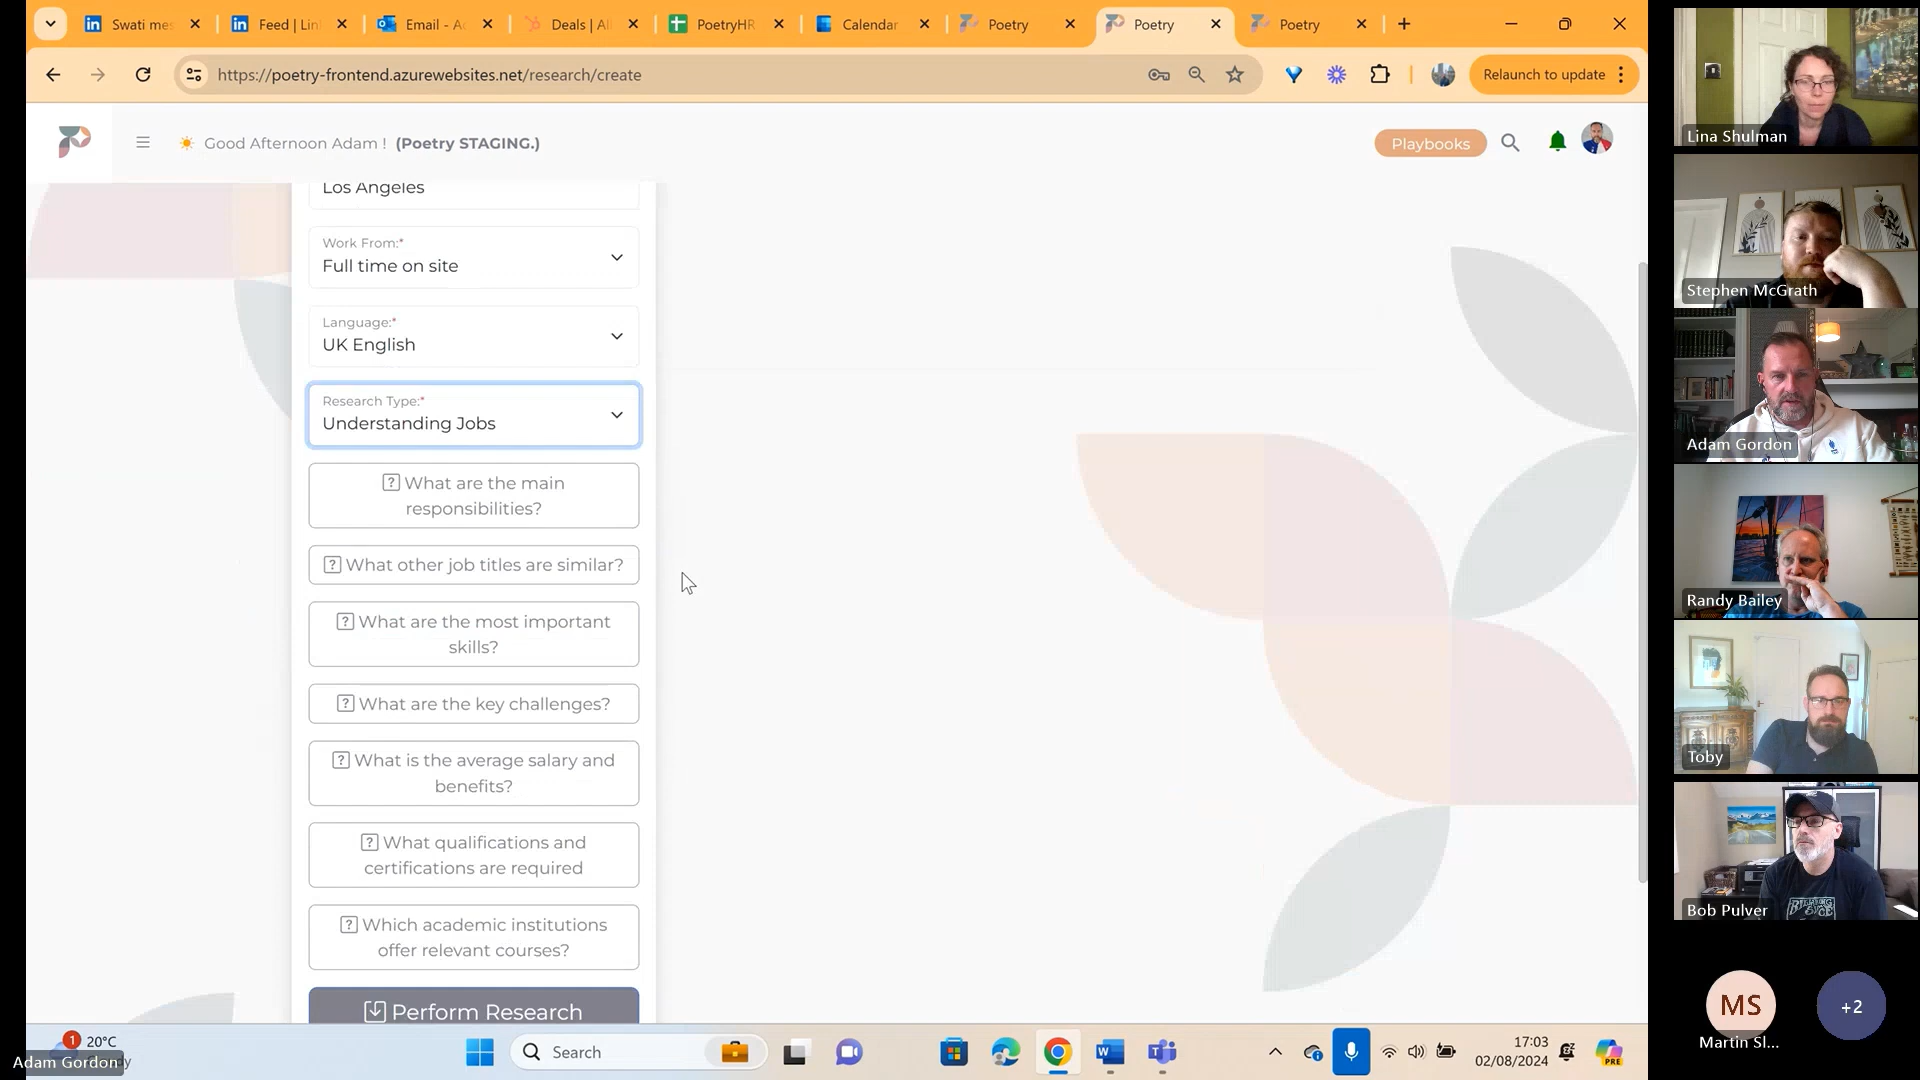 Swati mes
Feed | Lin
Email - A
Deals | Al
PoetryHR
Calendar
Poetry
Poetry
Poetry
https://poetry-frontend.azurewebsites.net/research/create
Relaunch to update
Good Afternoon Adam ! (Poetry STAGING.)
Playbooks
Los Angeles
Work From:*
Full time on site
Language:*
UK English
Research Type:*
Understanding Jobs
What are the main
responsibilities?
What other job titles are similar?
What are the most important
skills?
What are the key challenges?
What is the average salary and
benefits?
What qualifications and
certifications are required
Which academic institutions
offer relevant courses?
Perform Research
1
20°C
Adam Gordon
Search
PRE
17:03
02/08/2024
Lina Shulman
Stephen McGrath
Adam Gordon
Randy Bailey
Toby
Bob Pulver
MS
+2
Martin Sl...